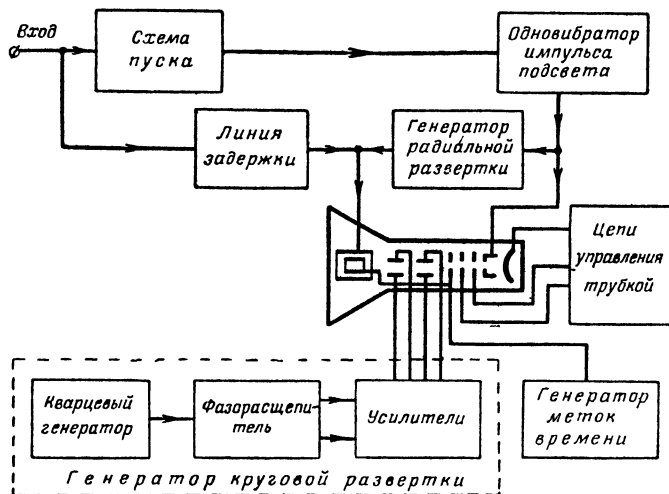 Вход
Схема
пуска
Одновибратор
импульса
подсвета
Линия
задержки
Генератор
радиальной
развертки
Цепи
управления
трубкой
Кварцевый
генератор
Фазорасщепи-
тель
Усилители
Генератор
меток
времени
Генератор круговой развертки